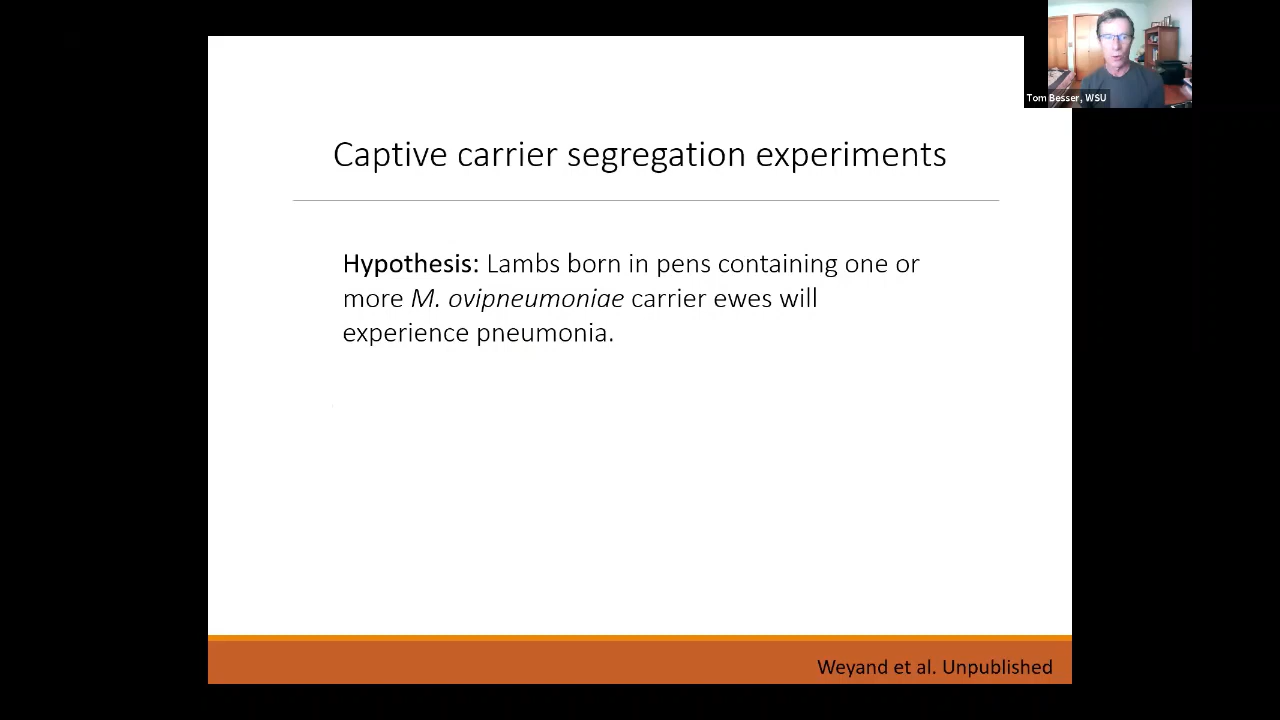 Tom Besser, WSU
Captive carrier segregation experiments
Hypothesis: Lambs born in pens containing one or
more M. ovipneumoniae carrier ewes will
experience pneumonia.
Weyand et al. Unpublished